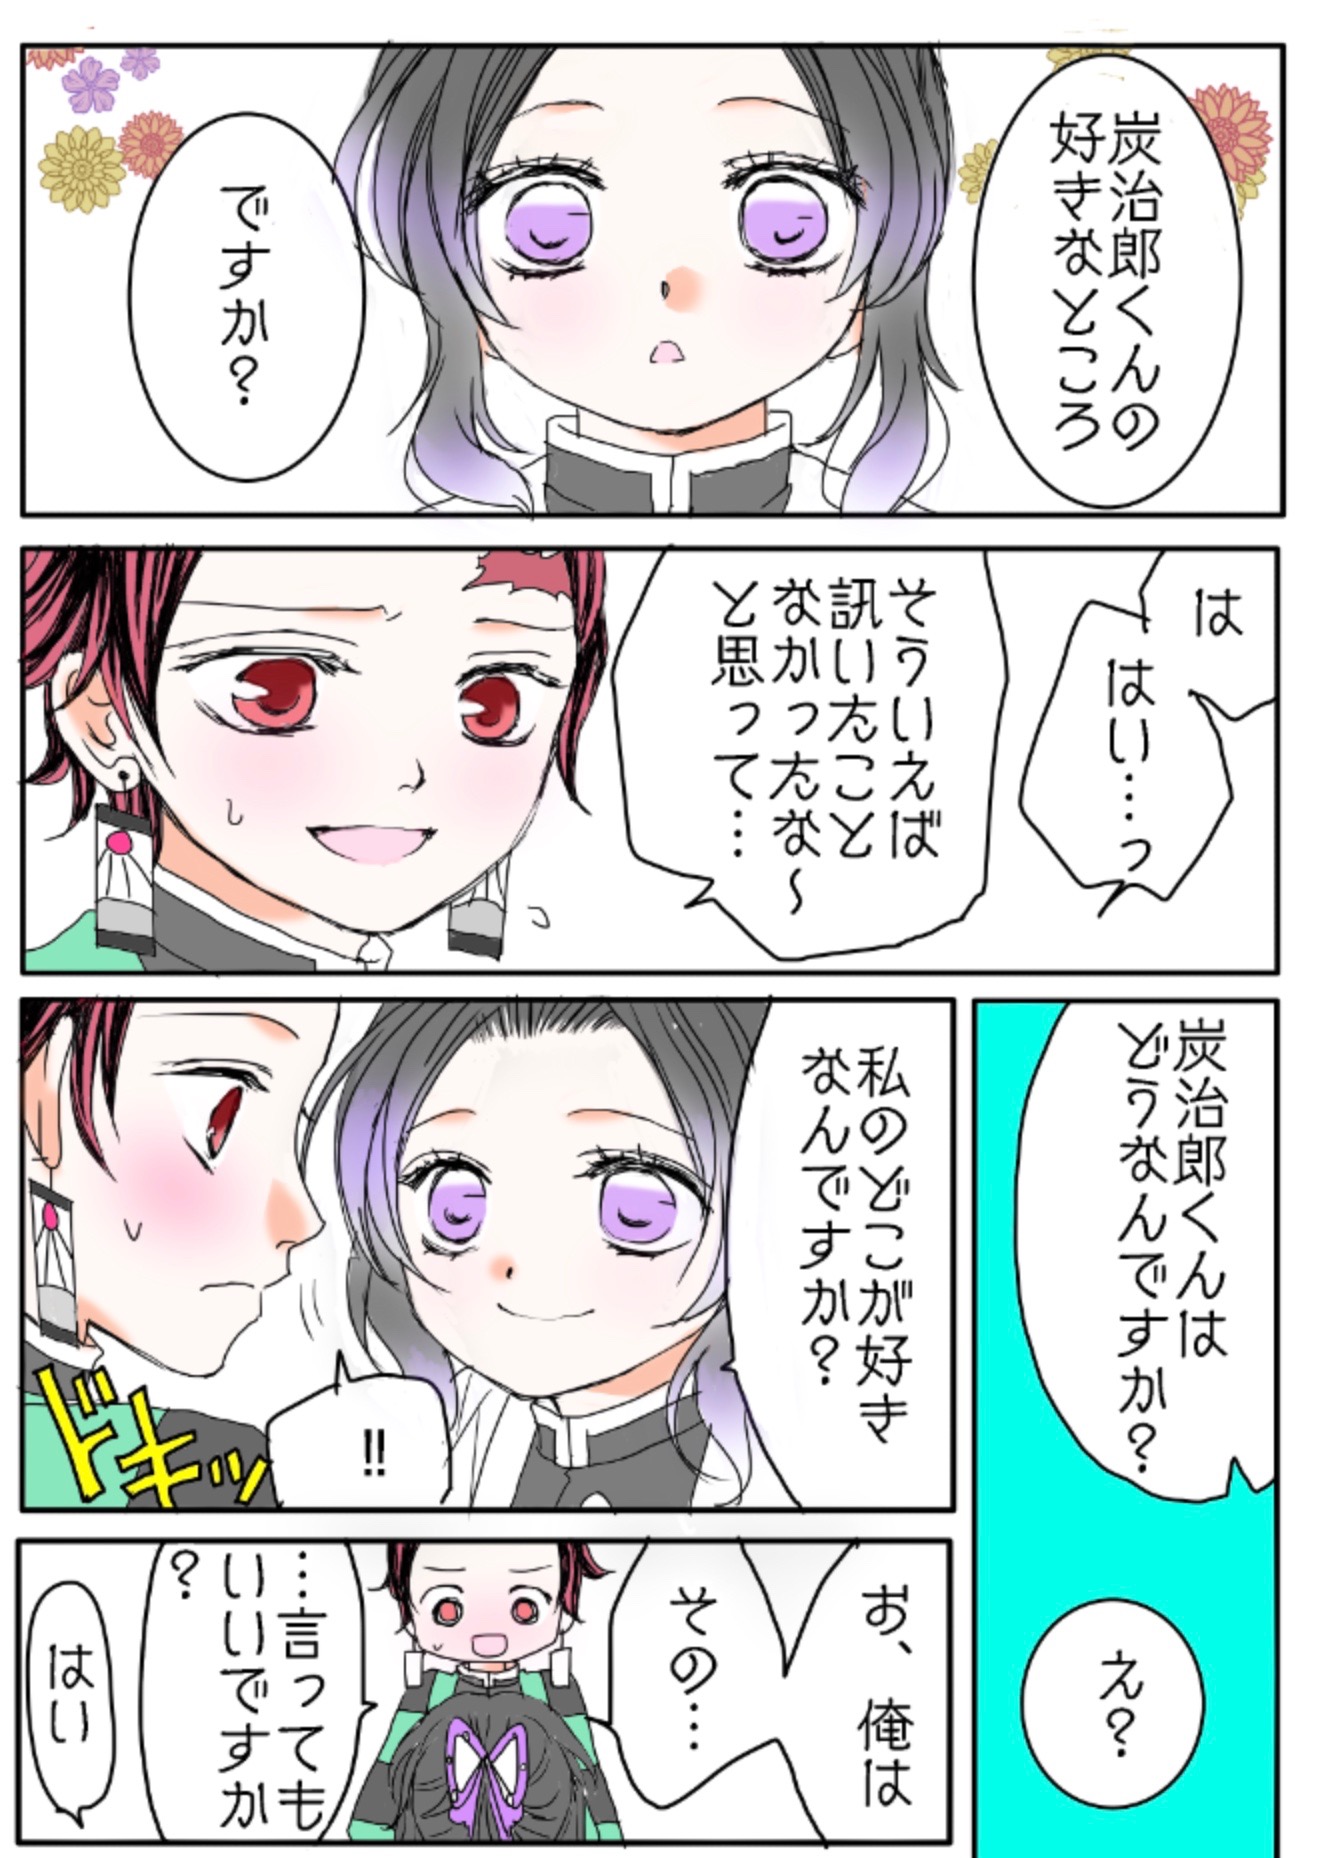 炭治郎くんの
好きなところ
ですか?
は
はい…っ
そういえば
訊いたこと
なかったな〜
と思って…
炭治郎くんは
どうなんですか?
え?
私のどこが好き
なんですか?
!!
ドキッ
お、俺は
その…
…言っても
いいですか
?
はい